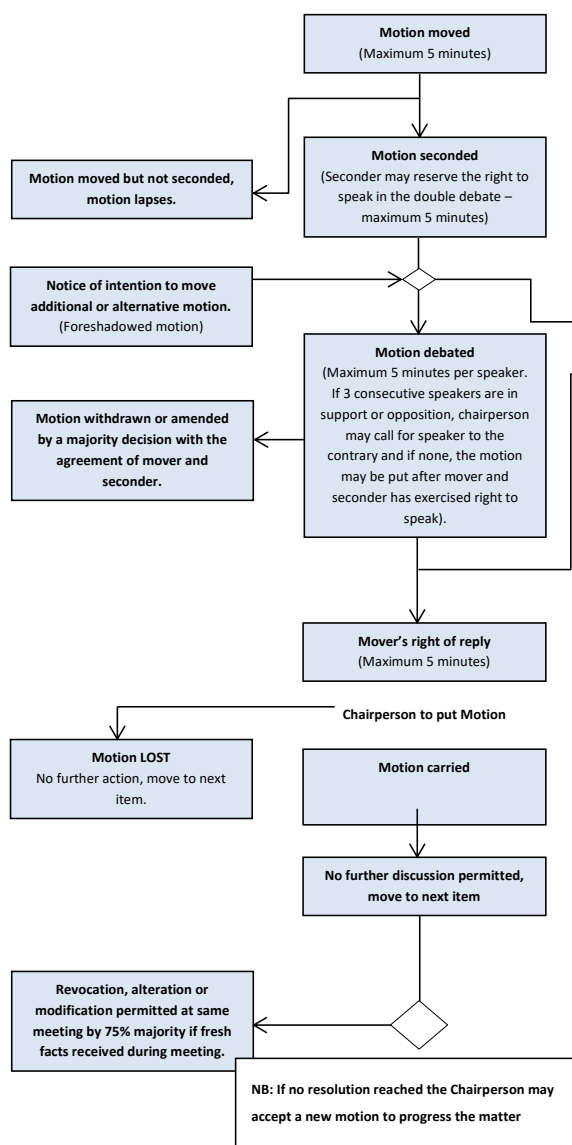 Motion moved
(Maximum 5 minutes)
Motion seconded
(Seconder may reserve the right to
speak in the double debate –
maximum 5 minutes)
Motion moved but not seconded,
motion lapses.
Notice of intention to move
additional or alternative motion.
(Foreshadowed motion)
Motion debated
(Maximum 5 minutes per speaker.
If 3 consecutive speakers are in
support or opposition, chairperson
may call for speaker to the
contrary and if none, the motion
may be put after mover and
seconder has exercised right to
speak).
Motion withdrawn or amended
by a majority decision with the
agreement of mover and
seconder.
Mover’s right of reply
(Maximum 5 minutes)
Chairperson to put Motion
Motion LOST
No further action, move to next
item.
Motion carried
No further discussion permitted,
move to next item
Revocation, alteration or
modification permitted at same
meeting by 75% majority if fresh
facts received during meeting.
NB: If no resolution reached the Chairperson may
accept a new motion to progress the matter